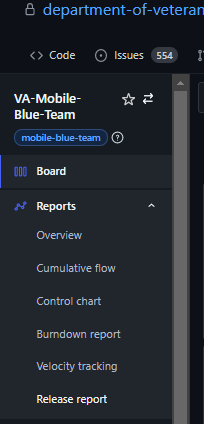 department-of-veteran
Code
Issues 554
VA-Mobile-
Blue-Team
mobile-blue-team
Board
Reports
Overview
Cumulative flow
Control chart
Burndown report
Velocity tracking
Release report